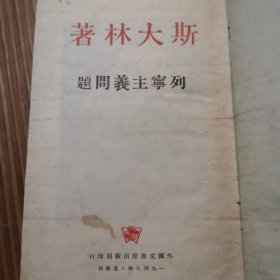 斯大林著
列寧主義問題
外國文書籍出版局印行
一九四八年·莫斯科